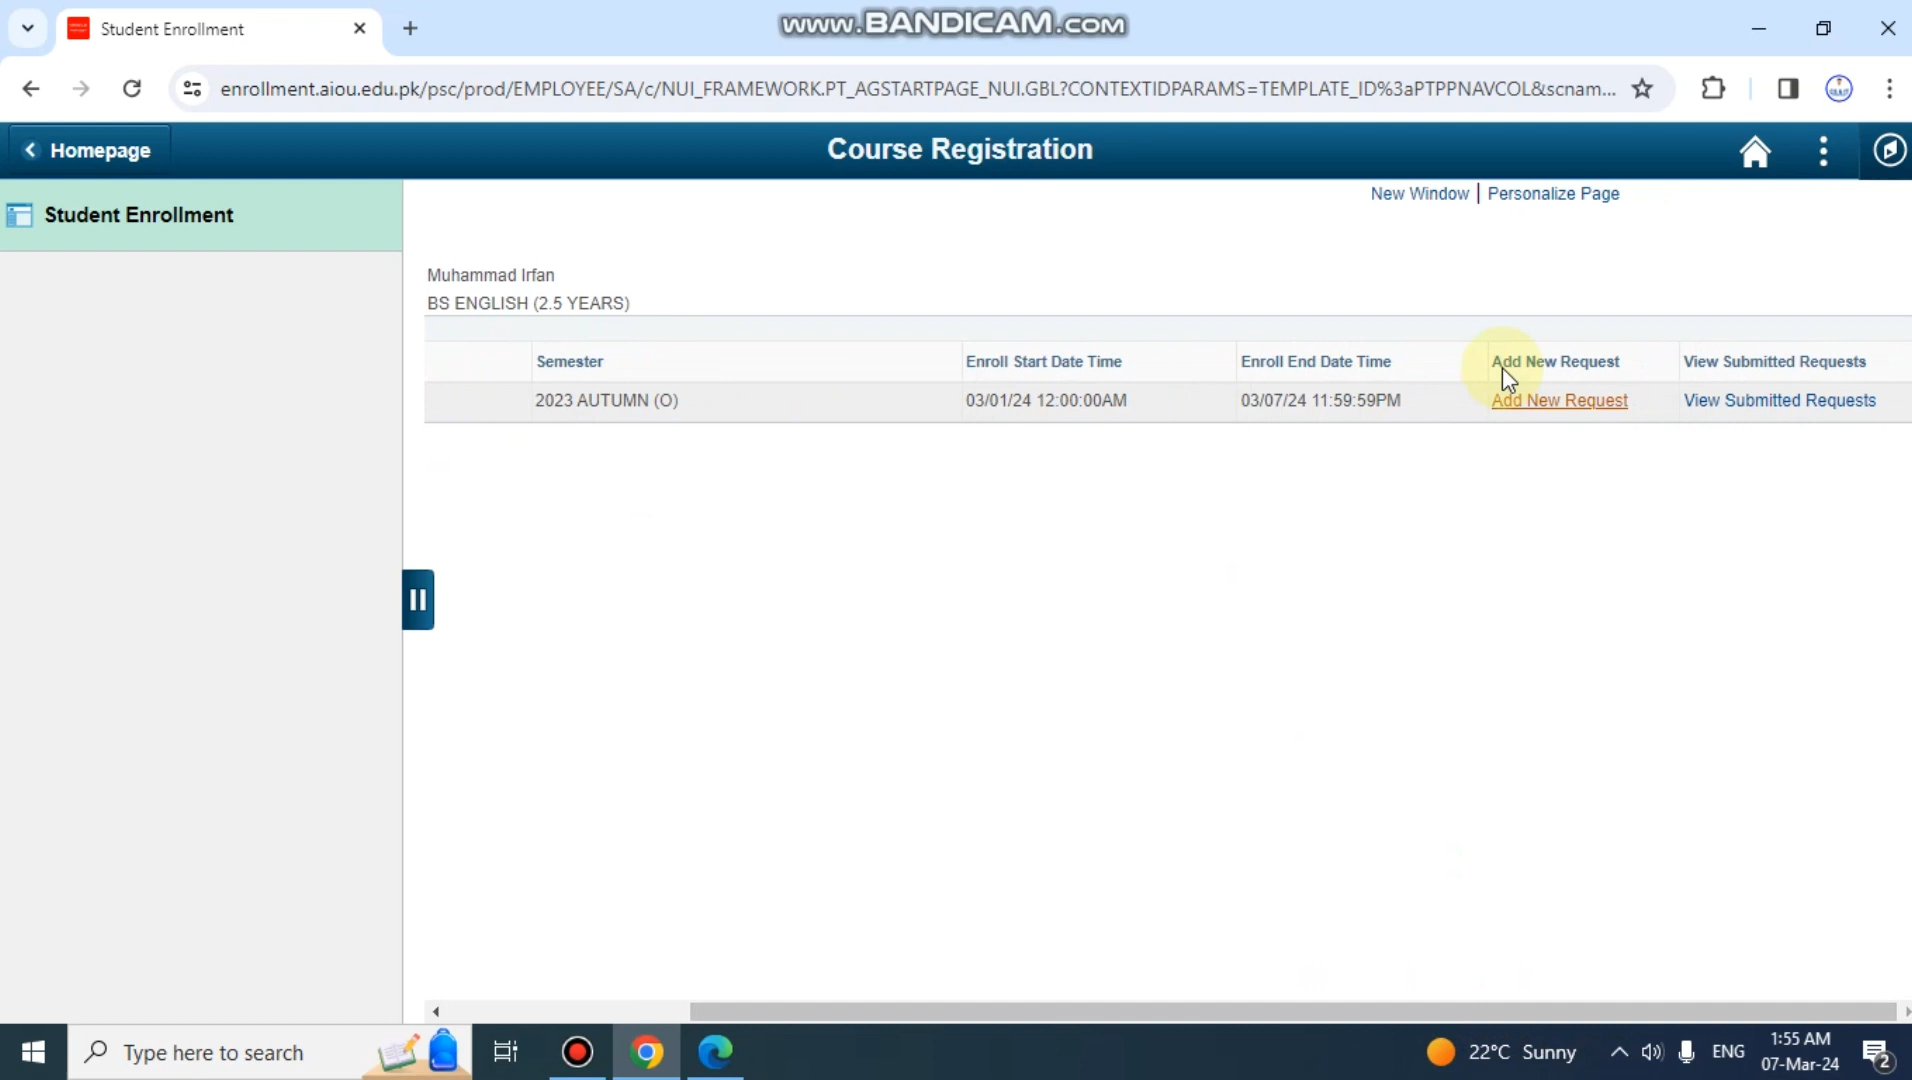 Student Enrollment
www.BANDICAM.com
enrollment.aiou.edu.pk/psc/prod/EMPLOYEE/SA/c/NUI_FRAMEWORK.PT_AGSTARTPAGE_NUI.GBL?CONTEXTIDPARAMS=TEMPLATE_ID%3aPTPPNAVCOL&scnam...
Homepage
Course Registration
New Window | Personalize Page
Student Enrollment
Muhammad Irfan
BS ENGLISH (2.5 YEARS)
Semester Enroll Start Date Time Enroll End Date Time Add New Request View Submitted Requests
2023 AUTUMN (O) 03/01/24 12:00:00AM 03/07/24 11:59:59PM Add New Request View Submitted Requests
Type here to search
22°C Sunny
ENG
1:55 AM
07-Mar-24
2